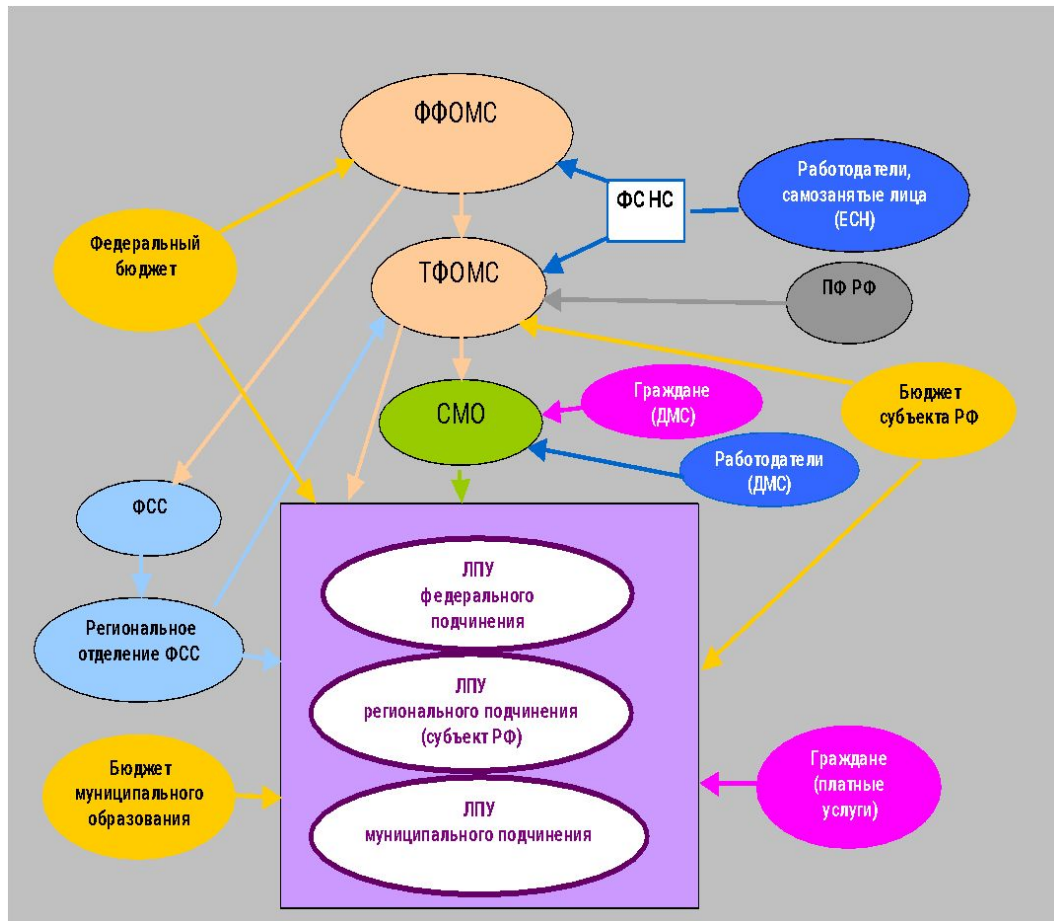 ФФОМС
Работодатели,
самозанятые лица
(ЕСН)
ФС НС
Федеральный
бюджет
ТФОМС
ПФ РФ
Граждане
(ДМС)
Бюджет
субъекта РФ
СМО
Работодатели
(ДМС)
ФСС
ЛПУ
федерального
подчинения
Региональное
отделение ФСС
ЛПУ
регионального подчинения
(субъект РФ)
Бюджет
муниципального
образования
Граждане
(платные
услуги)
ЛПУ
муниципального подчинения